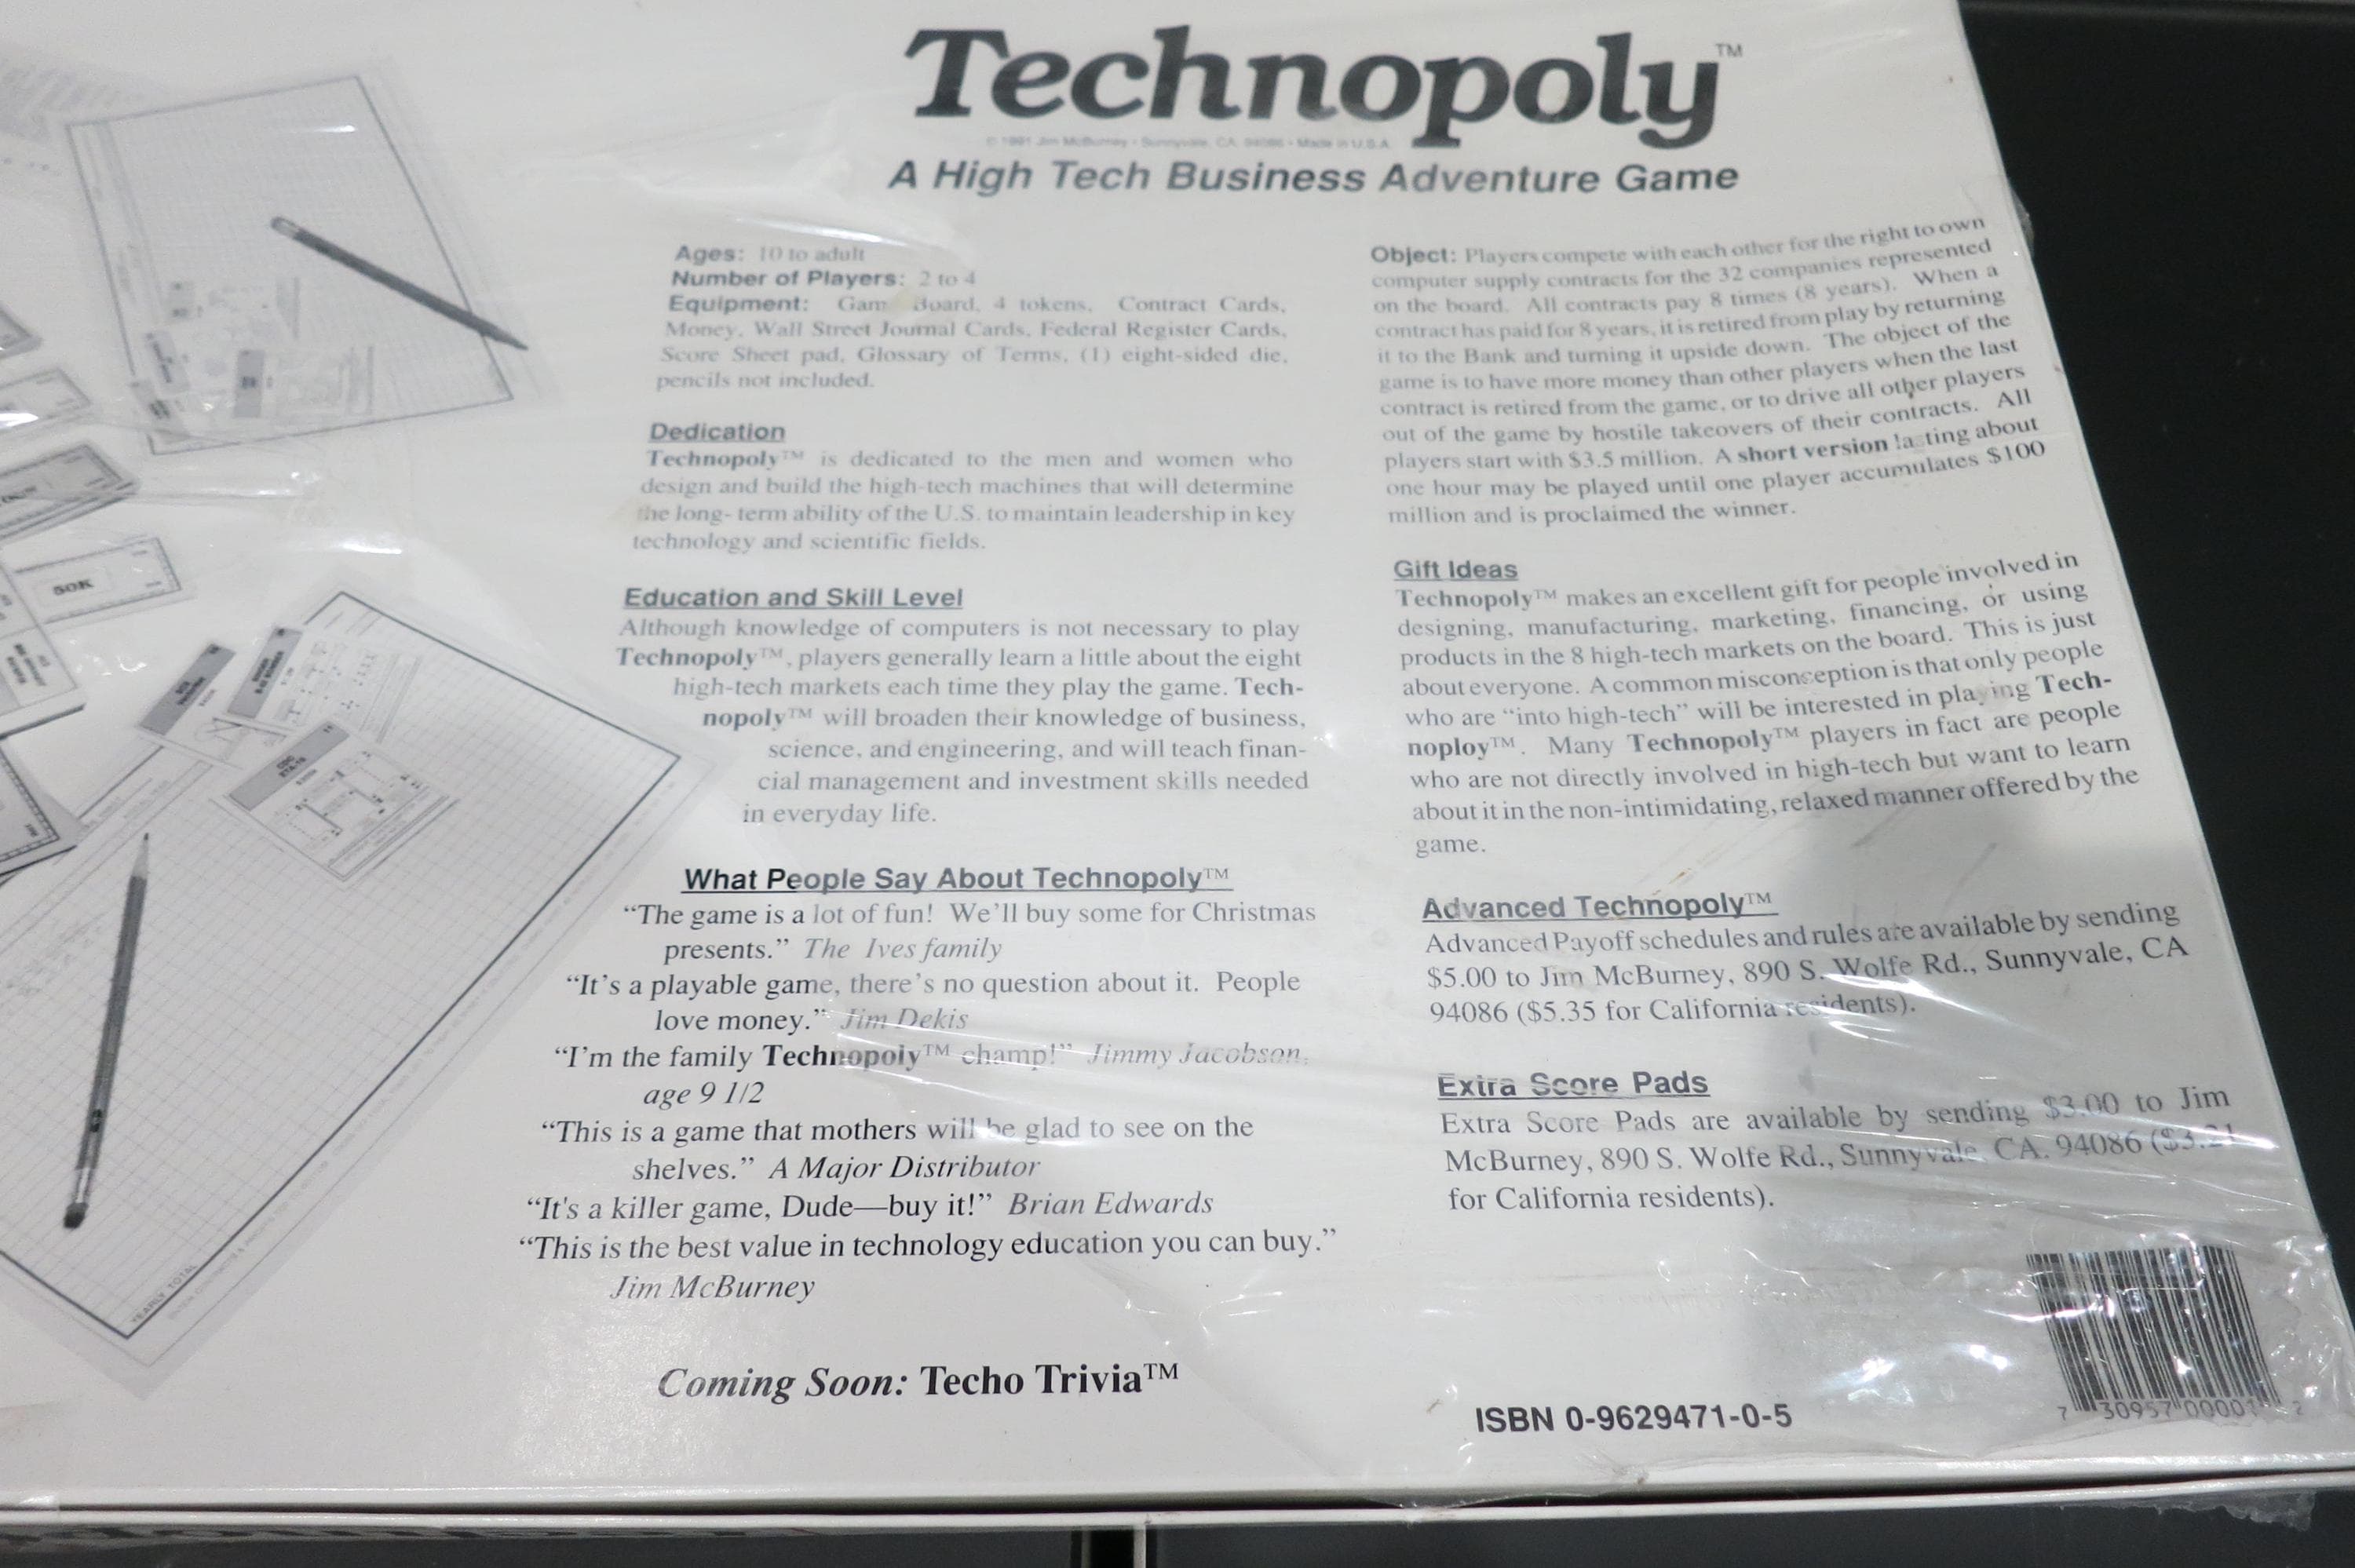 Technopoly™
© 1991 Jim McBurney • Sunnyvale, CA. 94086 • Made in U.S.A.
A High Tech Business Adventure Game
Ages: 10 to adult
Number of Players: 2 to 4
Equipment: Game Board, 4 tokens, Contract Cards,
Money, Wall Street Journal Cards, Federal Register Cards,
Score Sheet pad, Glossary of Terms, (1) eight-sided die,
pencils not included.
Dedication
Technopoly™ is dedicated to the men and women who
design and build the high-tech machines that will determine
the long- term ability of the U.S. to maintain leadership in key
technology and scientific fields.
Education and Skill Level
Although knowledge of computers is not necessary to play
Technopoly™, players generally learn a little about the eight
high-tech markets each time they play the game. Tech-
nopoly™ will broaden their knowledge of business,
science, and engineering, and will teach finan-
cial management and investment skills needed
in everyday life.
What People Say About Technopoly™
“The game is a lot of fun! We’ll buy some for Christmas
presents.” The Ives family
“It’s a playable game, there’s no question about it. People
love money.” Jim Dekis
“I’m the family Technopoly™ champ!” Jimmy Jacobson,
age 9 1/2
“This is a game that mothers will be glad to see on the
shelves.” A Major Distributor
“It's a killer game, Dude—buy it!” Brian Edwards
“This is the best value in technology education you can buy.”
Jim McBurney
Coming Soon: Techo Trivia™
Object: Players compete with each other for the right to own
computer supply contracts for the 32 companies represented
on the board. All contracts pay 8 times (8 years). When a
contract has paid for 8 years, it is retired from play by returning
it to the Bank and turning it upside down. The object of the
game is to have more money than other players when the last
contract is retired from the game, or to drive all other players
out of the game by hostile takeovers of their contracts. All
players start with $3.5 million. A short version lasting about
one hour may be played until one player accumulates $100
million and is proclaimed the winner.
Gift Ideas
Technopoly™ makes an excellent gift for people involved in
designing, manufacturing, marketing, financing, or using
products in the 8 high-tech markets on the board. This is just
about everyone. A common misconception is that only people
who are “into high-tech” will be interested in playing Tech-
noploy™. Many Technopoly™ players in fact are people
who are not directly involved in high-tech but want to learn
about it in the non-intimidating, relaxed manner offered by the
game.
Advanced Technopoly™
Advanced Payoff schedules and rules are available by sending
$5.00 to Jim McBurney, 890 S. Wolfe Rd., Sunnyvale, CA
94086 ($5.35 for California residents).
Extra Score Pads
Extra Score Pads are available by sending $3.00 to Jim
McBurney, 890 S. Wolfe Rd., Sunnyvale, CA. 94086 ($3.21
for California residents).
ISBN 0-9629471-0-5
7 30957 00001 2
50K
YEARLY TOTAL